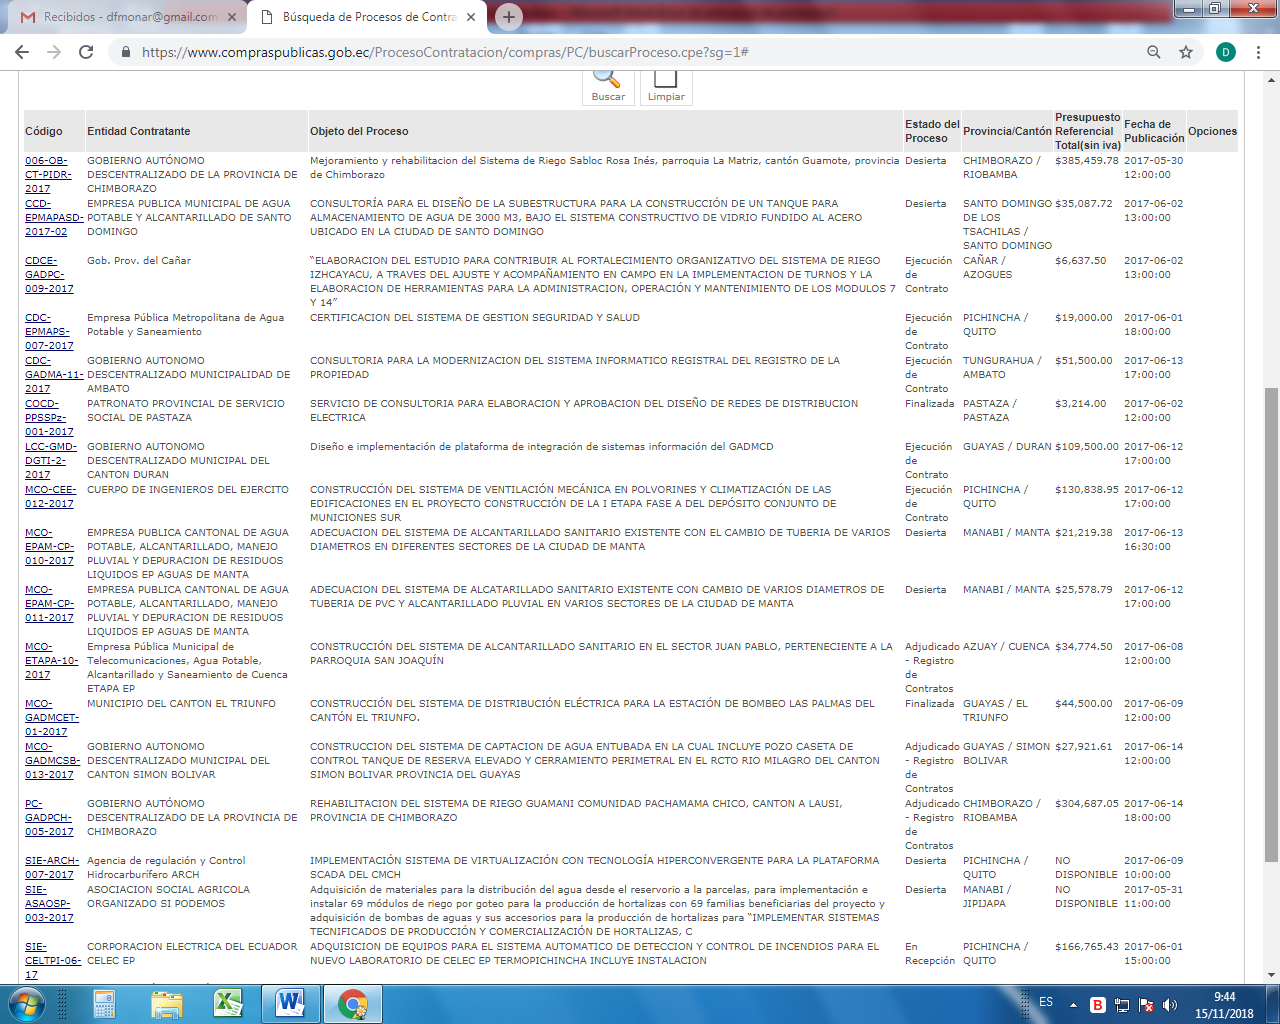 Recibidos - dfmonar@gmail.com
Búsqueda de Procesos de Contra
https://www.compraspublicas.gob.ec/ProcesoContratacion/compras/PC/buscarProceso.cpe?sg=1#
D
Buscar Limpiar
Código Entidad Contratante Objeto del Proceso Estado del Proceso Provincia/Cantón Presupuesto Referencial Total(sin iva) Fecha de Publicación Opciones
006-OB-CT-PIDR-2017 GOBIERNO AUTÓNOMO DESCENTRALIZADO DE LA PROVINCIA DE CHIMBORAZO Mejoramiento y rehabilitacion del Sistema de Riego Sabloc Rosa Inés, parroquia La Matriz, cantón Guamote, provincia de Chimborazo Desierta CHIMBORAZO / RIOBAMBA $385,459.78 2017-05-30 12:00:00
CCD-EPMAPASD-2017-02 EMPRESA PUBLICA MUNICIPAL DE AGUA POTABLE Y ALCANTARILLADO DE SANTO DOMINGO CONSULTORÍA PARA EL DISEÑO DE LA SUBESTRUCTURA PARA LA CONSTRUCCIÓN DE UN TANQUE PARA ALMACENAMIENTO DE AGUA DE 3000 M3, BAJO EL SISTEMA CONSTRUCTIVO DE VIDRIO FUNDIDO AL ACERO UBICADO EN LA CIUDAD DE SANTO DOMINGO Desierta SANTO DOMINGO DE LOS TSACHILAS / SANTO DOMINGO $35,087.72 2017-06-02 13:00:00
CDCE-GADPC-009-2017 Gob. Prov. del Cañar “ELABORACION DEL ESTUDIO PARA CONTRIBUIR AL FORTALECIMIENTO ORGANIZATIVO DEL SISTEMA DE RIEGO IZHCAYACU, A TRAVES DEL AJUSTE Y ACOMPAÑAMIENTO EN CAMPO EN LA IMPLEMENTACION DE TURNOS Y LA ELABORACION DE HERRAMIENTAS PARA LA ADMINISTRACION, OPERACIÓN Y MANTENIMIENTO DE LOS MODULOS 7 Y 14” Ejecución de Contrato CAÑAR / AZOGUES $6,637.50 2017-06-02 13:00:00
CDC-EPMAPS-007-2017 Empresa Pública Metropolitana de Agua Potable y Saneamiento CERTIFICACION DEL SISTEMA DE GESTION SEGURIDAD Y SALUD Ejecución de Contrato PICHINCHA / QUITO $19,000.00 2017-06-01 18:00:00
CDC-GADMA-11-2017 GOBIERNO AUTONOMO DESCENTRALIZADO MUNICIPALIDAD DE AMBATO CONSULTORIA PARA LA MODERNIZACION DEL SISTEMA INFORMATICO REGISTRAL DEL REGISTRO DE LA PROPIEDAD Ejecución de Contrato TUNGURAHUA / AMBATO $51,500.00 2017-06-13 17:00:00
COCD-PPSSPz-001-2017 PATRONATO PROVINCIAL DE SERVICIO SOCIAL DE PASTAZA SERVICIO DE CONSULTORIA PARA ELABORACION Y APROBACION DEL DISEÑO DE REDES DE DISTRIBUCION ELECTRICA Finalizada PASTAZA / PASTAZA $3,214.00 2017-06-02 12:00:00
LCC-GMD-DGTI-2-2017 GOBIERNO AUTONOMO DESCENTRALIZADO MUNICIPAL DEL CANTON DURAN Diseño e implementación de plataforma de integración de sistemas información del GADMCD Ejecución de Contrato GUAYAS / DURAN $109,500.00 2017-06-12 17:00:00
MCO-CEE-012-2017 CUERPO DE INGENIEROS DEL EJERCITO CONSTRUCCIÓN DEL SISTEMA DE VENTILACIÓN MECÁNICA EN POLVORINES Y CLIMATIZACIÓN DE LAS EDIFICACIONES EN EL PROYECTO CONSTRUCCIÓN DE LA I ETAPA FASE A DEL DEPÓSITO CONJUNTO DE MUNICIONES SUR Ejecución de Contrato PICHINCHA / QUITO $130,838.95 2017-06-12 17:00:00
MCO-EPAM-CP-010-2017 EMPRESA PUBLICA CANTONAL DE AGUA POTABLE, ALCANTARILLADO, MANEJO PLUVIAL Y DEPURACION DE RESIDUOS LIQUIDOS EP AGUAS DE MANTA ADECUACION DEL SISTEMA DE ALCANTARILLADO SANITARIO EXISTENTE CON EL CAMBIO DE TUBERIA DE VARIOS DIAMETROS EN DIFERENTES SECTORES DE LA CIUDAD DE MANTA Desierta MANABI / MANTA $21,219.38 2017-06-13 16:30:00
MCO-EPAM-CP-011-2017 EMPRESA PUBLICA CANTONAL DE AGUA POTABLE, ALCANTARILLADO, MANEJO PLUVIAL Y DEPURACION DE RESIDUOS LIQUIDOS EP AGUAS DE MANTA ADECUACION DEL SISTEMA DE ALCATARILLADO SANITARIO EXISTENTE CON CAMBIO DE VARIOS DIAMETROS DE TUBERIA DE PVC Y ALCANTARILLADO PLUVIAL EN VARIOS SECTORES DE LA CIUDAD DE MANTA Desierta MANABI / MANTA $25,578.79 2017-06-12 17:00:00
MCO-ETAPA-10-2017 Empresa Pública Municipal de Telecomunicaciones, Agua Potable, Alcantarillado y Saneamiento de Cuenca ETAPA EP CONSTRUCCIÓN DEL SISTEMA DE ALCANTARILLADO SANITARIO EN EL SECTOR JUAN PABLO, PERTENECIENTE A LA PARROQUIA SAN JOAQUÍN Adjudicado - Registro de Contratos AZUAY / CUENCA $34,774.50 2017-06-08 12:00:00
MCO-GADMCET-01-2017 MUNICIPIO DEL CANTON EL TRIUNFO CONSTRUCCIÓN DEL SISTEMA DE DISTRIBUCIÓN ELÉCTRICA PARA LA ESTACIÓN DE BOMBEO LAS PALMAS DEL CANTÓN EL TRIUNFO. Finalizada GUAYAS / EL TRIUNFO $44,500.00 2017-06-09 12:00:00
MCO-GADMCSB-013-2017 GOBIERNO AUTONOMO DESCENTRALIZADO MUNICIPAL DEL CANTON SIMON BOLIVAR CONSTRUCCION DEL SISTEMA DE CAPTACION DE AGUA ENTUBADA EN LA CUAL INCLUYE POZO CASETA DE CONTROL TANQUE DE RESERVA ELEVADO Y CERRAMIENTO PERIMETRAL EN EL RCTO RIO MILAGRO DEL CANTON SIMON BOLIVAR PROVINCIA DEL GUAYAS Adjudicado - Registro de Contratos GUAYAS / SIMON BOLIVAR $27,921.61 2017-06-14 12:00:00
PC-GADPCH-005-2017 GOBIERNO AUTÓNOMO DESCENTRALIZADO DE LA PROVINCIA DE CHIMBORAZO REHABILITACION DEL SISTEMA DE RIEGO GUAMANI COMUNIDAD PACHAMAMA CHICO, CANTON A LAUSI, PROVINCIA DE CHIMBORAZO Adjudicado - Registro de Contratos CHIMBORAZO / RIOBAMBA $304,687.05 2017-06-14 18:00:00
SIE-ARCH-007-2017 Agencia de regulación y Control Hidrocarburífero ARCH IMPLEMENTACIÓN SISTEMA DE VIRTUALIZACIÓN CON TECNOLOGÍA HIPERCONVERGENTE PARA LA PLATAFORMA SCADA DEL CMCH Desierta PICHINCHA / QUITO NO DISPONIBLE 2017-06-09 10:00:00
SIE-ASAOSP-003-2017 ASOCIACION SOCIAL AGRICOLA ORGANIZADO SI PODEMOS Adquisición de materiales para la distribución del agua desde el reservorio a la parcelas, para implementación e instalar 69 módulos de riego por goteo para la producción de hortalizas con 69 familias beneficiarias del proyecto y adquisición de bombas de aguas y sus accesorios para la producción de hortalizas para “IMPLEMENTAR SISTEMAS TECNIFICADOS DE PRODUCCIÓN Y COMERCIALIZACIÓN DE HORTALIZAS, C Desierta MANABI / JIPIJAPA NO DISPONIBLE 2017-05-31 11:00:00
SIE-CELTPI-06-17 CORPORACION ELECTRICA DEL ECUADOR CELEC EP ADQUISICION DE EQUIPOS PARA EL SISTEMA AUTOMATICO DE DETECCION Y CONTROL DE INCENDIOS PARA EL NUEVO LABORATORIO DE CELEC EP TERMOPICHINCHA INCLUYE INSTALACION En Recepción PICHINCHA / QUITO $166,765.43 2017-06-01 15:00:00
ES
B
9:44
15/11/2018